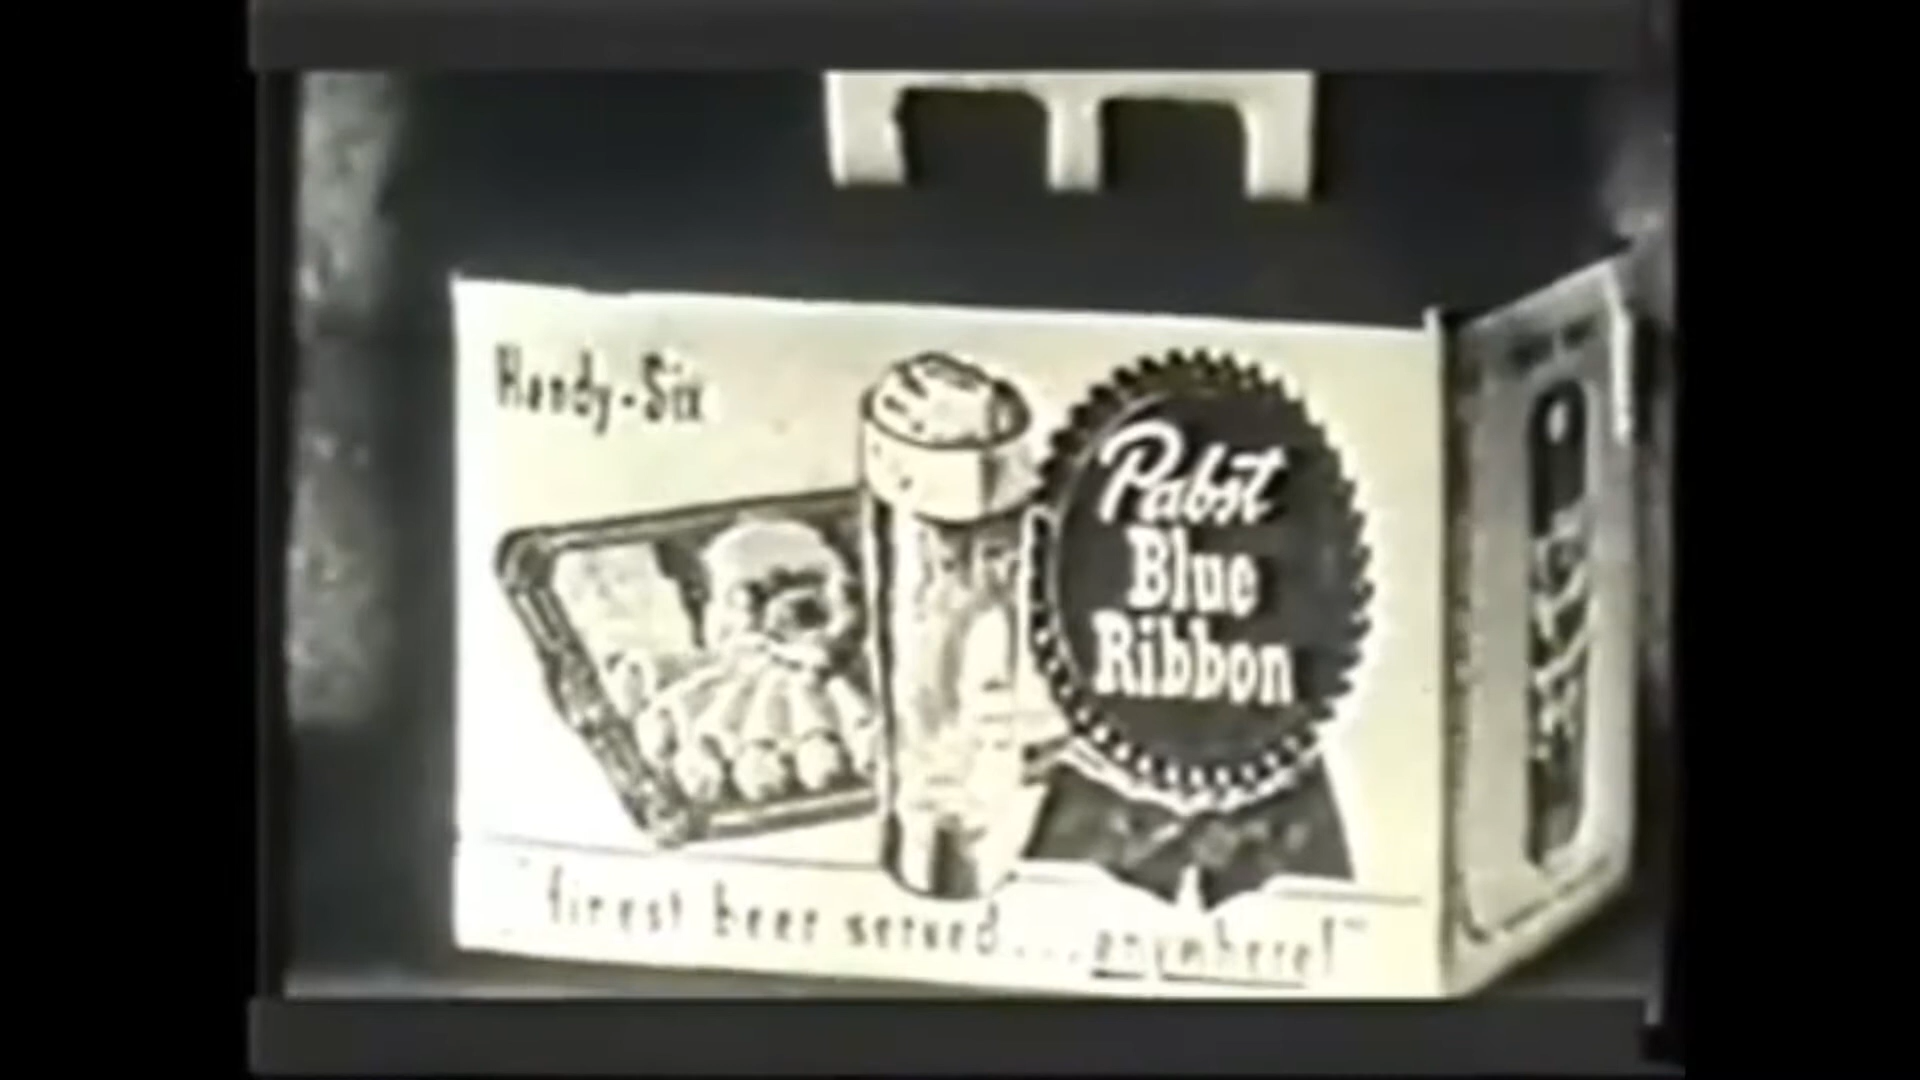 Handy-Six
Pabst
Blue
Ribbon
"finest beer served...anywhere!"